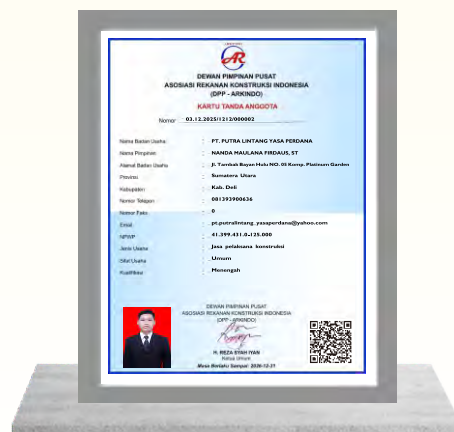 AR
DEWAN PIMPINAN PUSAT
ASOSIASI REKANAN KONSTRUKSI INDONESIA
(DPP - ARKINDO)
KARTU TANDA ANGGOTA
Nomor 03.12.2025/1212/000002
Nama Badan Usaha : PT. PUTRA LINTANG YASA PERDANA
Nama Pimpinan : NANDA MAULANA FIRDAUS, ST
Alamat Badan Usaha : Jl. Tambak Bayan Hulu NO. 05 Komp. Platinum Garden
Provinsi : Sumatera Utara
Kabupaten : Kab. Deli
Nomor Telepon : 081393900636
Nomor Faks : 0
Email : pt.putralintang.yasaperdana@yahoo.com
NPWP : 41.399.431.0-125.000
Jenis Usaha : Jasa pelaksana konstruksi
Sifat Usaha : Umum
Kualifikasi : Menengah
DEWAN PIMPINAN PUSAT
ASOSIASI REKANAN KONSTRUKSI INDONESIA
(DPP - ARKINDO)
H. REZA SYAH IYAN
Ketua Umum
Masa Berlaku Sampai: 2026-12-31